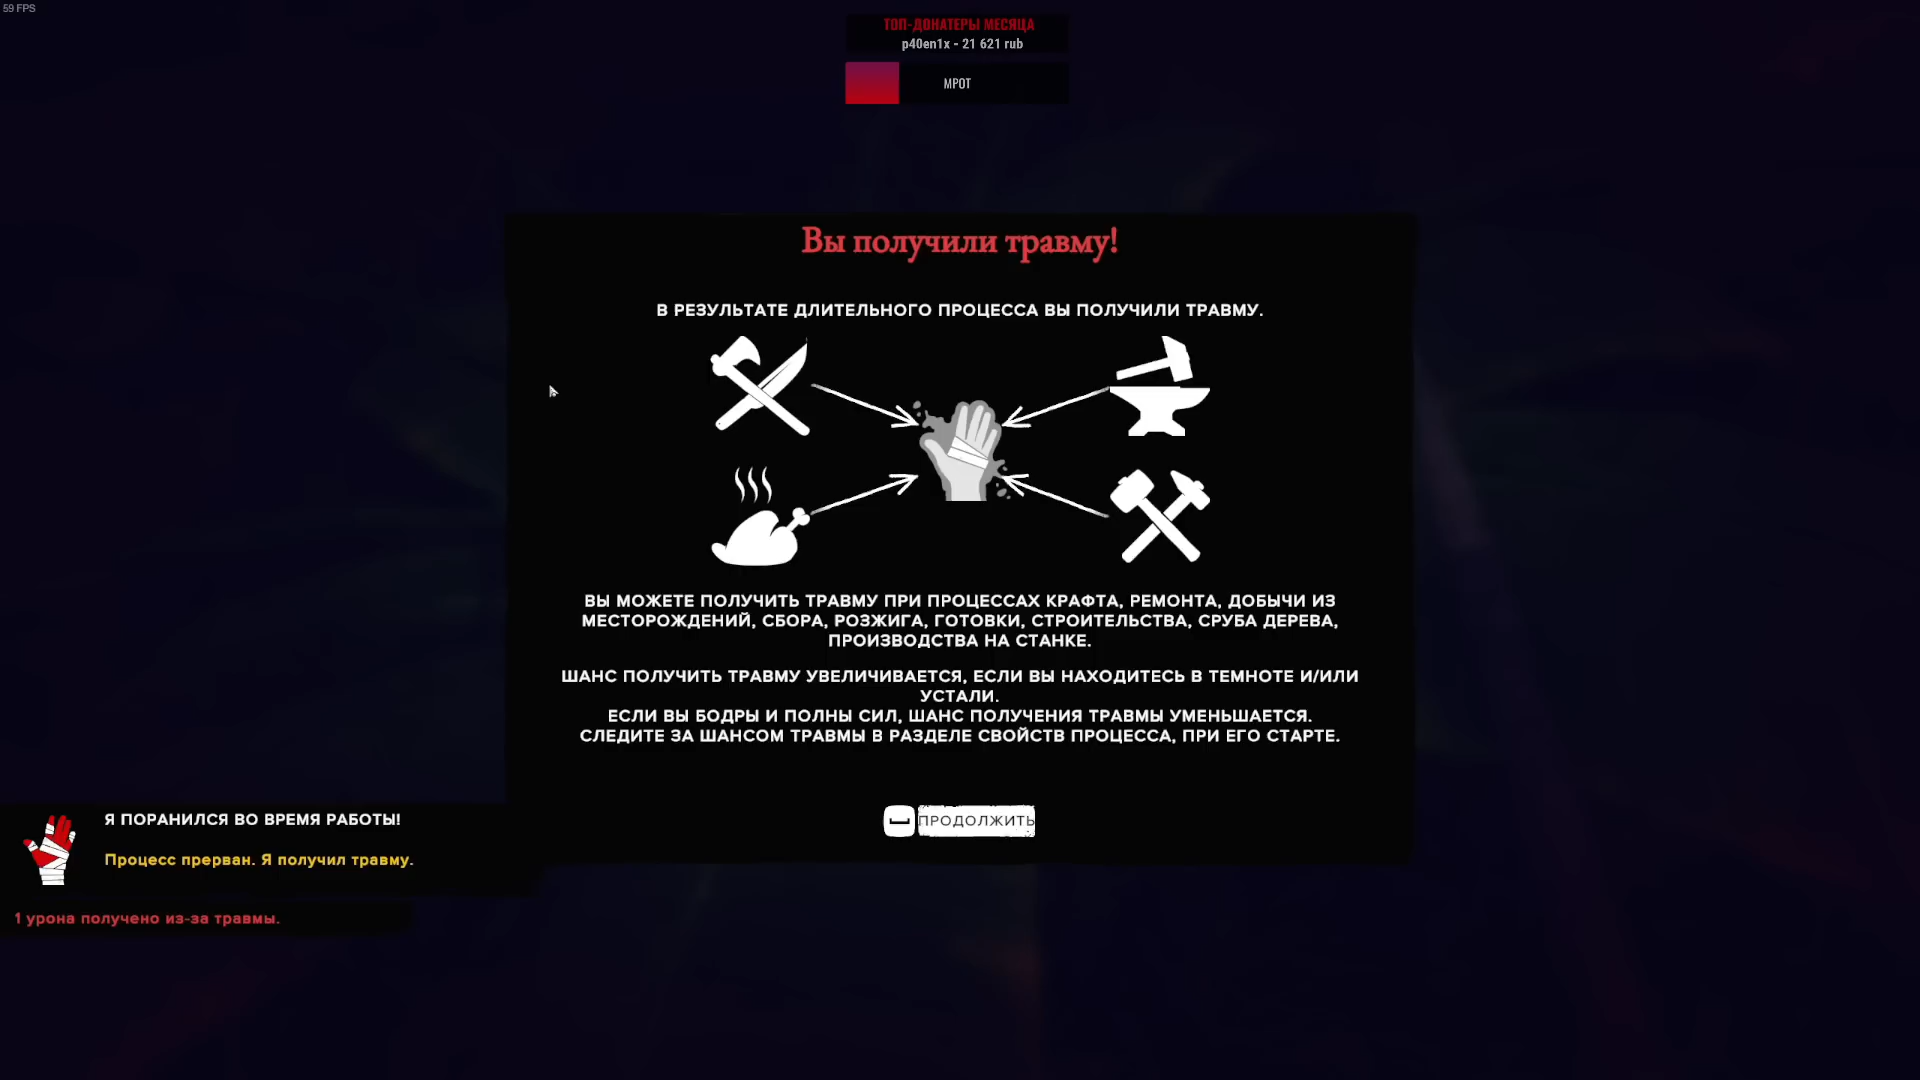 59 FPS
ТОП-ДОНАТЕРЫ МЕСЯЦА
p40en1x - 21 621 rub
МРОТ
Вы получили травму!
В РЕЗУЛЬТАТЕ ДЛИТЕЛЬНОГО ПРОЦЕССА ВЫ ПОЛУЧИЛИ ТРАВМУ.
ВЫ МОЖЕТЕ ПОЛУЧИТЬ ТРАВМУ ПРИ ПРОЦЕССАХ КРАФТА, РЕМОНТА, ДОБЫЧИ ИЗ
МЕСТОРОЖДЕНИЙ, СБОРА, РОЗЖИГА, ГОТОВКИ, СТРОИТЕЛЬСТВА, СРУБА ДЕРЕВА,
ПРОИЗВОДСТВА НА СТАНКЕ.
ШАНС ПОЛУЧИТЬ ТРАВМУ УВЕЛИЧИВАЕТСЯ, ЕСЛИ ВЫ НАХОДИТЕСЬ В ТЕМНОТЕ И/ИЛИ
УСТАЛИ.
ЕСЛИ ВЫ БОДРЫ И ПОЛНЫ СИЛ, ШАНС ПОЛУЧЕНИЯ ТРАВМЫ УМЕНЬШАЕТСЯ.
СЛЕДИТЕ ЗА ШАНСОМ ТРАВМЫ В РАЗДЕЛЕ СВОЙСТВ ПРОЦЕССА, ПРИ ЕГО СТАРТЕ.
ПРОДОЛЖИТЬ
Я ПОРАНИЛСЯ ВО ВРЕМЯ РАБОТЫ!
Процесс прерван. Я получил травму.
1 урона получено из-за травмы.